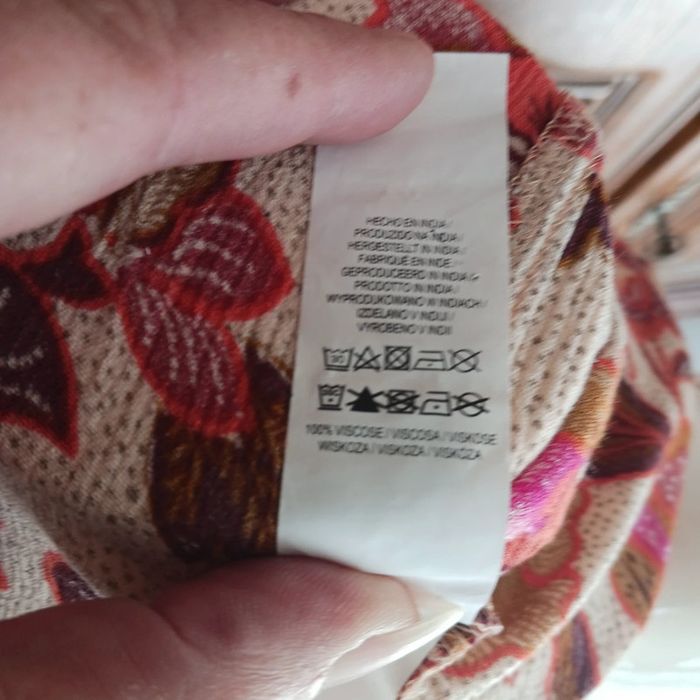 HECHO EN INDIA /
PRODUZIDO NA INDIA /
HERGESTELLT IN INDIA /
FABRIQUÉ EN INDE /
GEPRODUCEERD IN INDIA /
PRODOTTO IN INDIA /
WYPRODUKOWANO W INDIACH /
IZDELANO V INDIJI /
VYROBENO V INDII
100% VISCOSE / VISCOSA / VISKOSE
WISKOZA / VISKOZA / VISKÓZA